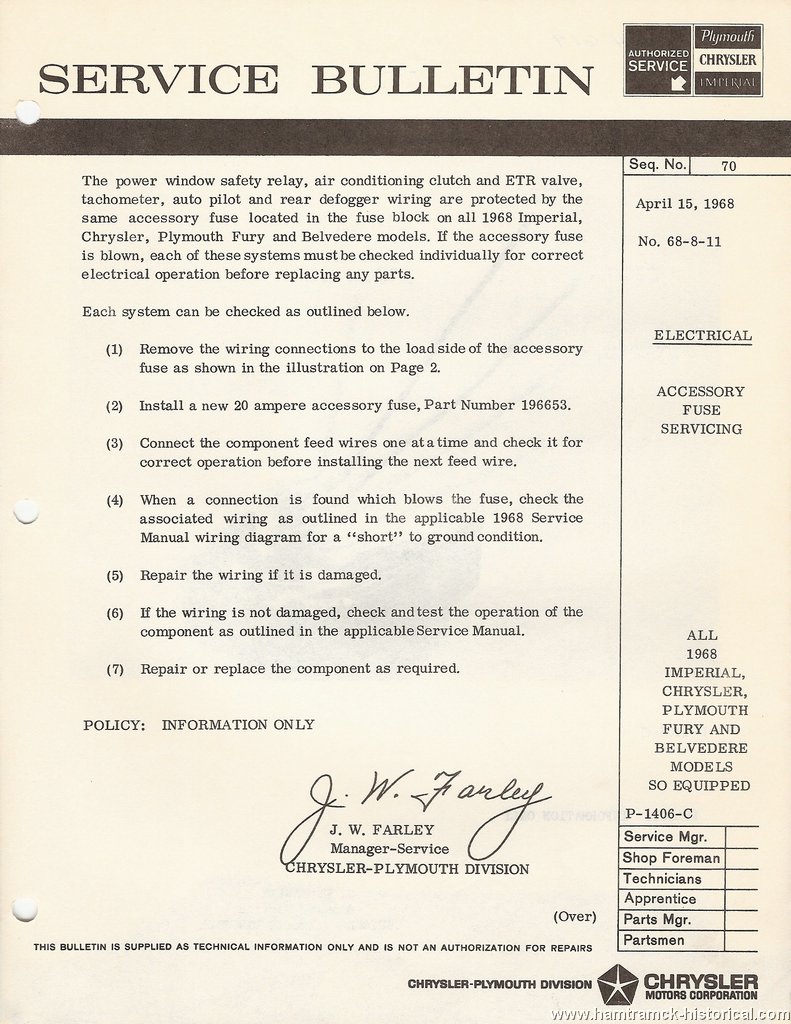 SERVICE BULLETIN
AUTHORIZED
SERVICE
Plymouth
CHRYSLER
IMPERIAL
Seq. No. 70
April 15, 1968
No. 68-8-11
ELECTRICAL
ACCESSORY
FUSE
SERVICING
The power window safety relay, air conditioning clutch and ETR valve,
tachometer, auto pilot and rear defogger wiring are protected by the
same accessory fuse located in the fuse block on all 1968 Imperial,
Chrysler, Plymouth Fury and Belvedere models. If the accessory fuse
is blown, each of these systems must be checked individually for correct
electrical operation before replacing any parts.
Each system can be checked as outlined below.
(1) Remove the wiring connections to the load side of the accessory
fuse as shown in the illustration on Page 2.
(2) Install a new 20 ampere accessory fuse, Part Number 196653.
(3) Connect the component feed wires one at a time and check it for
correct operation before installing the next feed wire.
(4) When a connection is found which blows the fuse, check the
associated wiring as outlined in the applicable 1968 Service
Manual wiring diagram for a "short" to ground condition.
(5) Repair the wiring if it is damaged.
(6) If the wiring is not damaged, check and test the operation of the
component as outlined in the applicable Service Manual.
(7) Repair or replace the component as required.
POLICY: INFORMATION ONLY
ALL
1968
IMPERIAL,
CHRYSLER,
PLYMOUTH
FURY AND
BELVEDERE
MODELS
SO EQUIPPED
P-1406-C
Service Mgr.
Shop Foreman
Technicians
Apprentice
Parts Mgr.
Partsmen
J. W. Farley
J. W. FARLEY
Manager-Service
CHRYSLER-PLYMOUTH DIVISION
(Over)
THIS BULLETIN IS SUPPLIED AS TECHNICAL INFORMATION ONLY AND IS NOT AN AUTHORIZATION FOR REPAIRS
CHRYSLER-PLYMOUTH DIVISION
CHRYSLER
MOTORS CORPORATION
www.hamtramck-historical.com